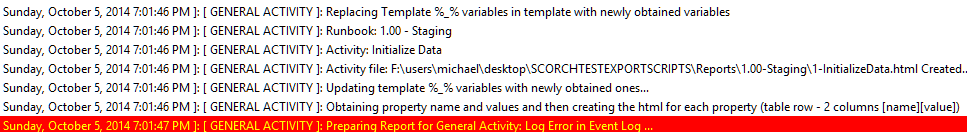 Sunday, October 5, 2014 7:01:46 PM ]: [ GENERAL ACTIVITY ]: Replacing Template %_% variables in template with newly obtained variables
Sunday, October 5, 2014 7:01:46 PM ]: [ GENERAL ACTIVITY ]: Runbook: 1.00 - Staging
Sunday, October 5, 2014 7:01:46 PM ]: [ GENERAL ACTIVITY ]: Activity: Initialize Data
Sunday, October 5, 2014 7:01:46 PM ]: [ GENERAL ACTIVITY ]: Activity file: F:\users\michael\desktop\SCORCHTESTEXPORTSCRIPTS\Reports\1.00-Staging\1-InitializeData.html Created...
Sunday, October 5, 2014 7:01:46 PM ]: [ GENERAL ACTIVITY ]: Updating template %_% variables with newly obtained ones...
Sunday, October 5, 2014 7:01:46 PM ]: [ GENERAL ACTIVITY ]: Obtaining property name and values and then creating the html for each property (table row - 2 columns [name][value])
Sunday, October 5, 2014 7:01:47 PM ]: [ GENERAL ACTIVITY ]: Preparing Report for General Activity: Log Error in Event Log ...